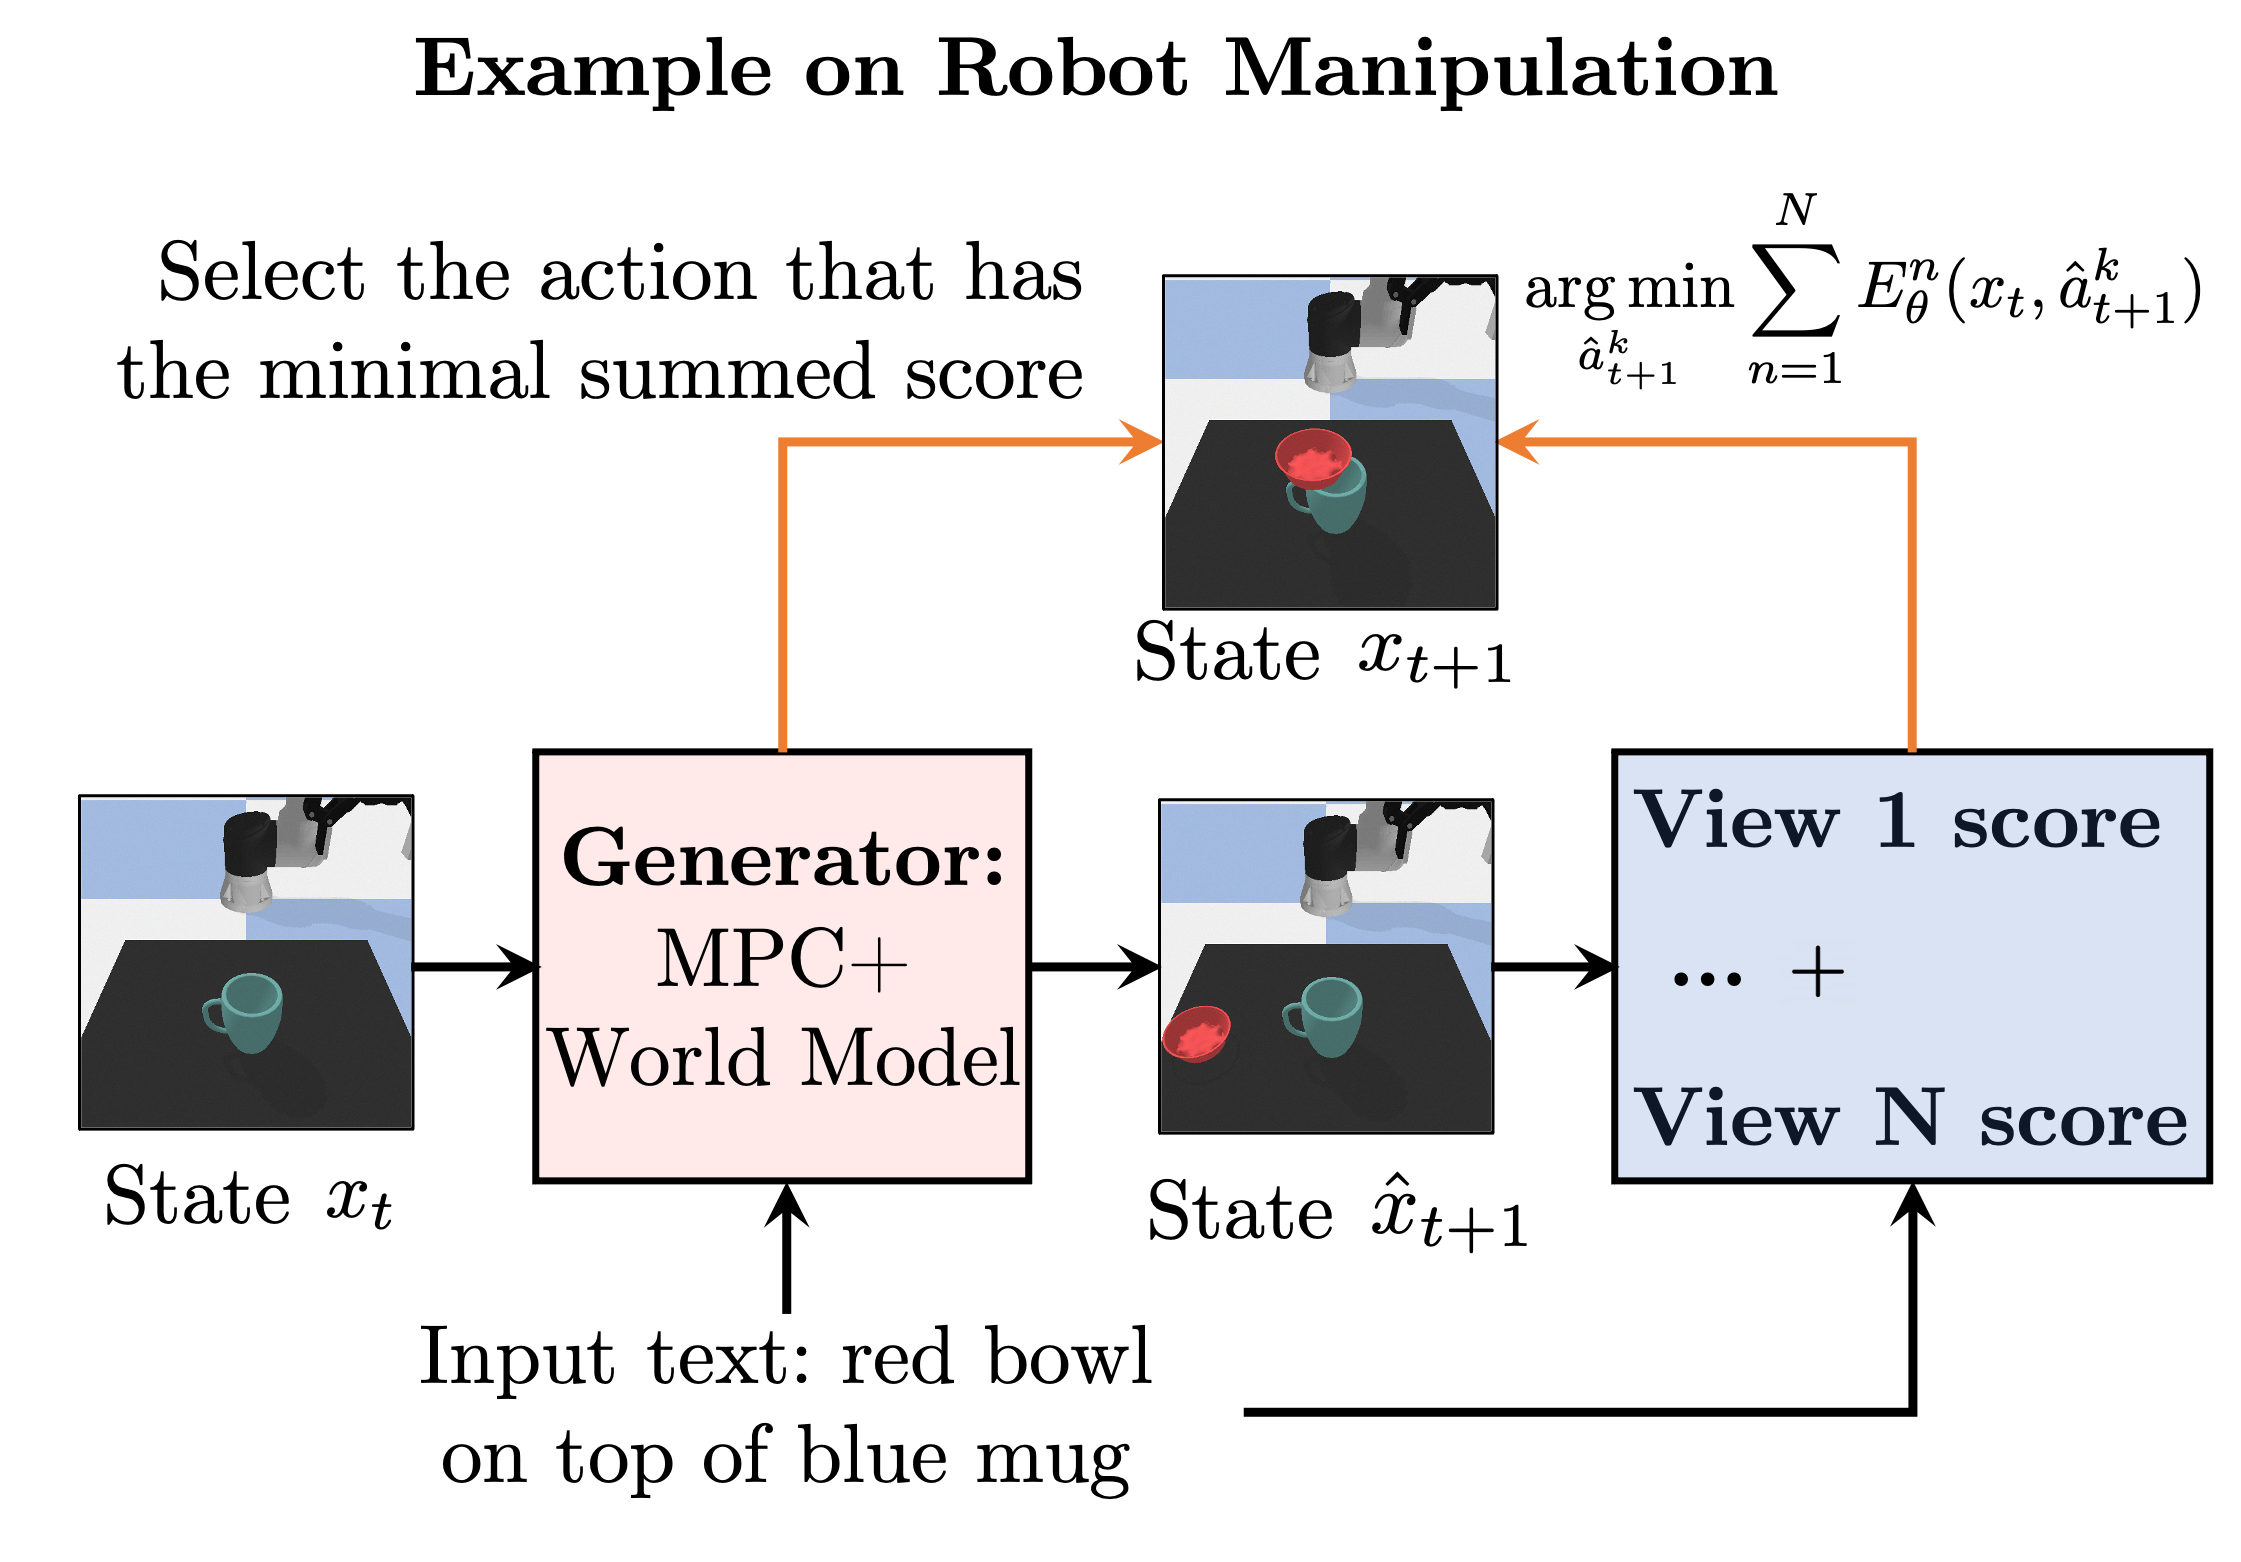 Example on Robot Manipulation
Select the action that has
the minimal summed score
arg min_{\hat{a}^k_{t+1}} \sum_{n=1}^{N} E^n_θ(x_t, \hat{a}^k_{t+1})
State x_{t+1}
Generator:
MPC+
World Model
View 1 score
... +
View N score
State x_t
State \hat{x}_{t+1}
Input text: red bowl
on top of blue mug